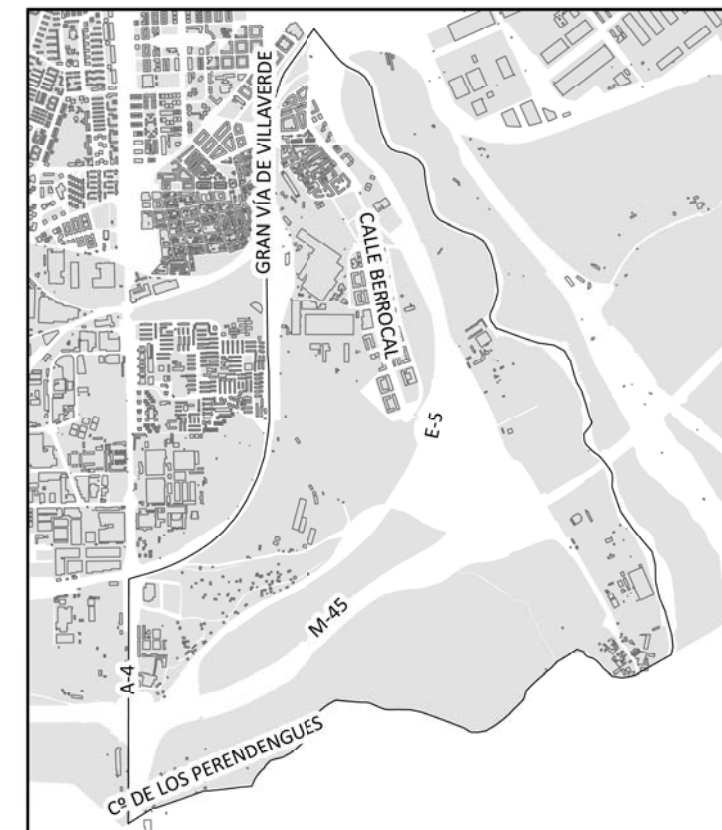 GRAN VÍA DE VILLAVERDE
CALLE BERROCAL
E-5
M-45
A-4
Cº DE LOS PERENDENGUES